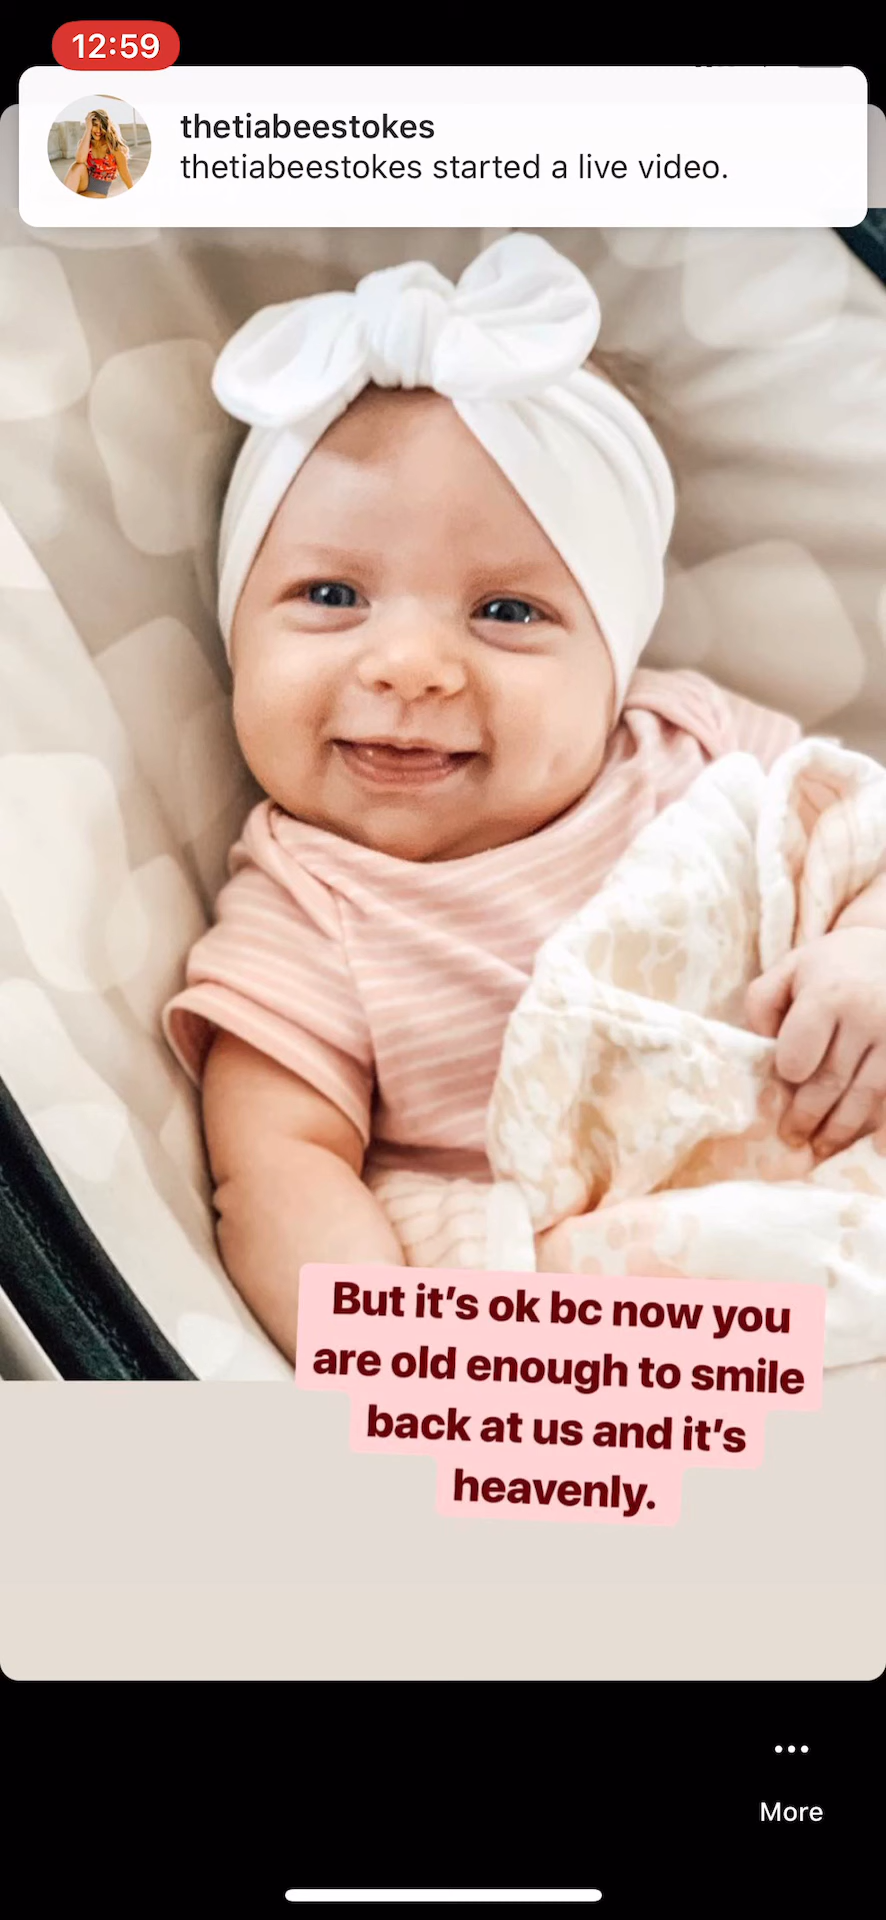 12:59
thetiabeestokes
thetiabeestokes started a live video.
But it's ok bc now you
are old enough to smile
back at us and it's
heavenly.
More